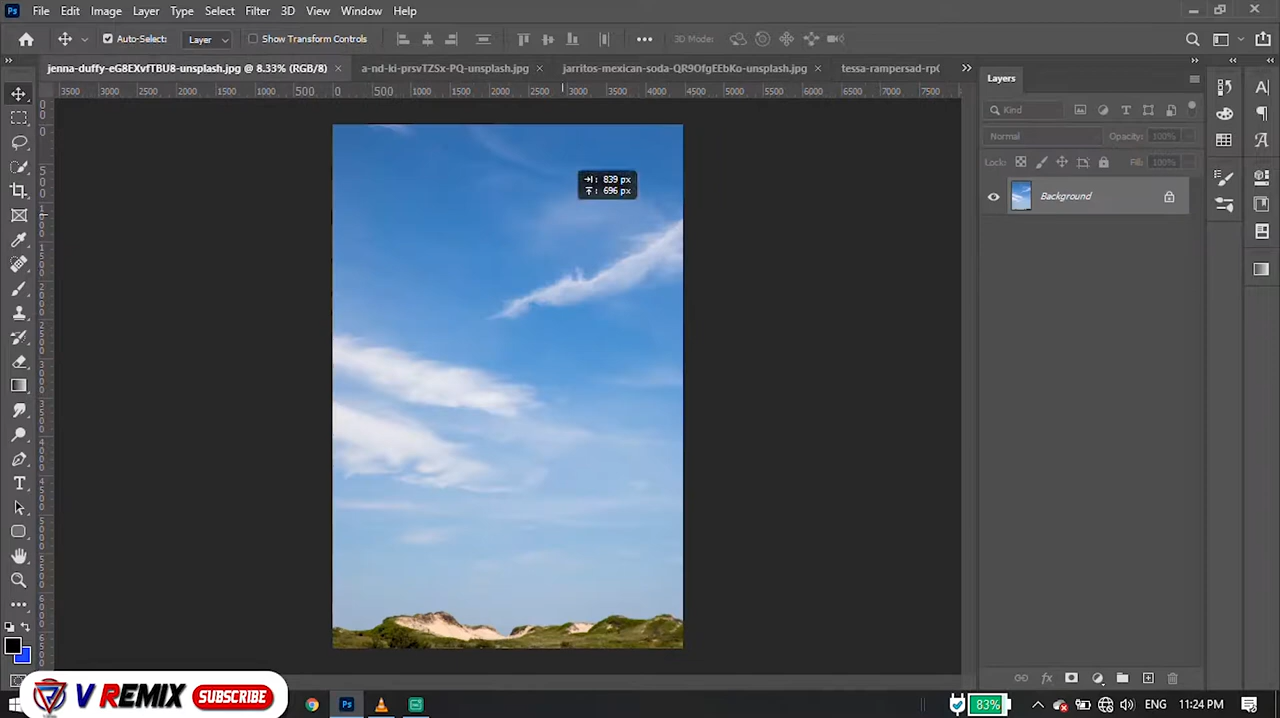 Ps File Edit Image Layer Type Select Filter 3D View Window Help
Auto-Select: Layer Show Transform Controls 3D Mode:
jenna-duffy-eG8EXvfTBU8-unsplash.jpg @ 8.33% (RGB/8) a-nd-ki-prsvTZSx-PQ-unsplash.jpg jarritos-mexican-soda-QR9OfgEEbKo-unsplash.jpg tessa-rampersad-rp(
3500 3000 2500 2000 1500 1000 500 0 500 1000 1500 2000 2500 3000 3500 4000 4500 5000 5500 6000 6500 7000 7500
Layers
Kind
Normal Opacity: 100%
Lock: Fill: 100%
Background
839 px
696 px
V REMIX SUBSCRIBE
Ps
83% ENG 11:24 PM